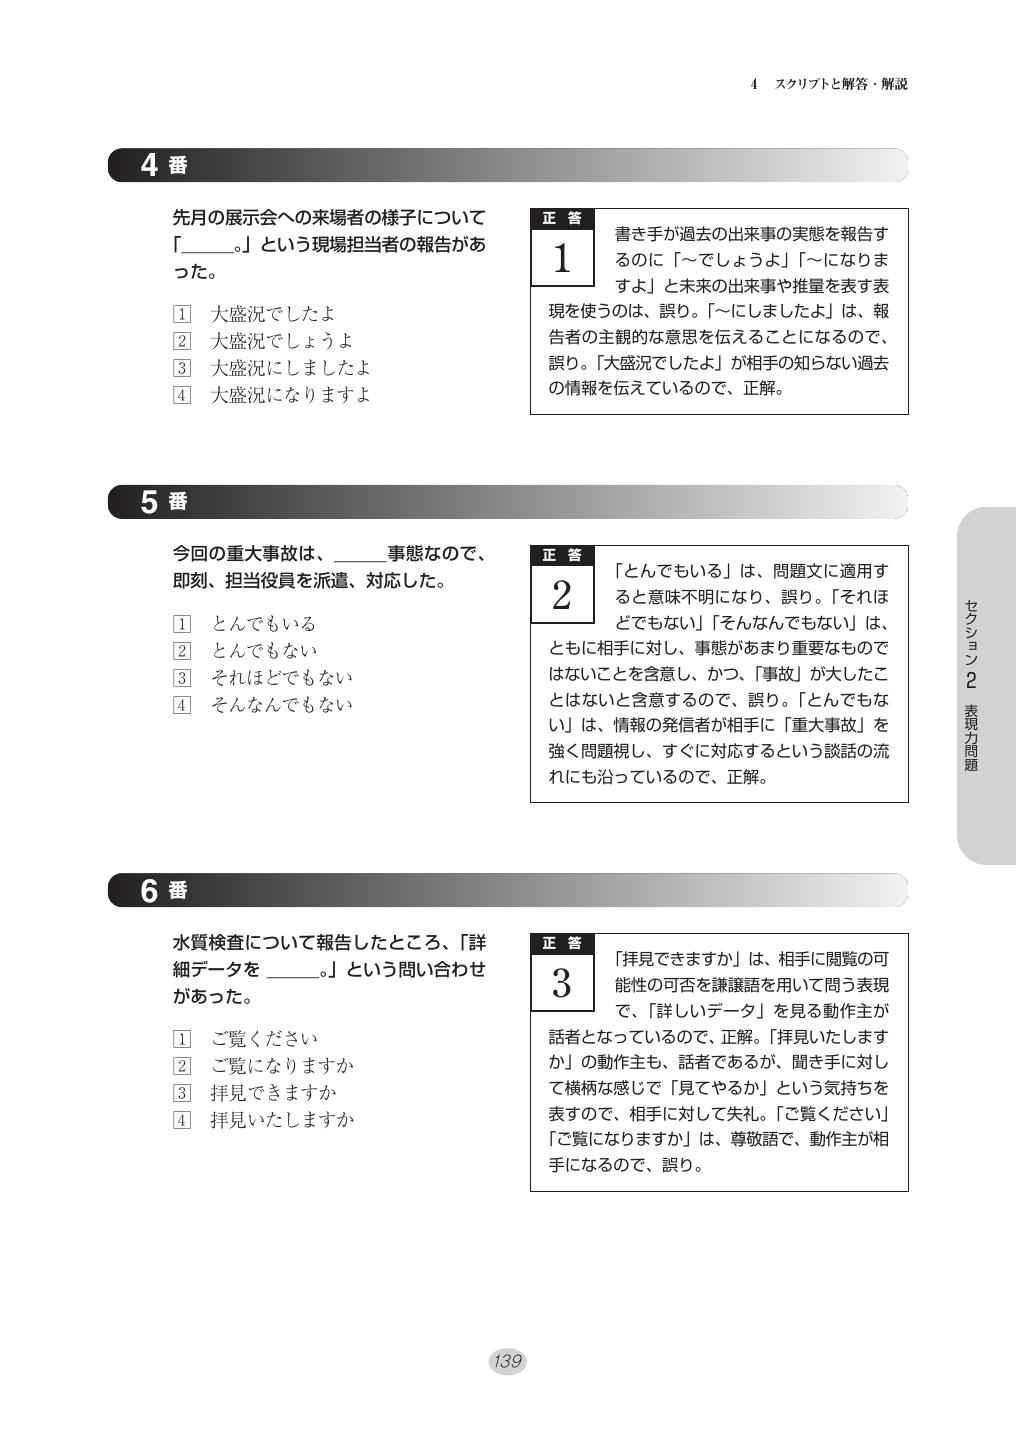 4　スクリプトと解答・解説
4 番
先月の展示会への来場者の様子について
「______。」という現場担当者の報告があ
った。
1　大盛況でしたよ
2　大盛況でしょうよ
3　大盛況にしましたよ
4　大盛況になりますよ
正 答
1
書き手が過去の出来事の実態を報告す
るのに「～でしょうよ」「～になりま
すよ」と未来の出来事や推量を表す表
現を使うのは、誤り。「～にしましたよ」は、報
告者の主観的な意思を伝えることになるので、
誤り。「大盛況でしたよ」が相手の知らない過去
の情報を伝えているので、正解。
5 番
今回の重大事故は、______事態なので、
即刻、担当役員を派遣、対応した。
1　とんでもいる
2　とんでもない
3　それほどでもない
4　そんなんでもない
正 答
2
「とんでもいる」は、問題文に適用す
ると意味不明になり、誤り。「それほ
どでもない」「そんなんでもない」は、
ともに相手に対し、事態があまり重要なもので
はないことを含意し、かつ、「事故」が大したこ
とはないと含意するので、誤り。「とんでもな
い」は、情報の発信者が相手に「重大事故」を
強く問題視し、すぐに対応するという談話の流
れにも沿っているので、正解。
6 番
水質検査について報告したところ、「詳
細データを ______。」という問い合わせ
があった。
1　ご覧ください
2　ご覧になりますか
3　拝見できますか
4　拝見いたしますか
正 答
3
「拝見できますか」は、相手に閲覧の可
能性の可否を謙譲語を用いて問う表現
で、「詳しいデータ」を見る動作主が
話者となっているので、正解。「拝見いたします
か」の動作主も、話者であるが、聞き手に対し
て横柄な感じで「見てやるか」という気持ちを
表すので、相手に対して失礼。「ご覧ください」
「ご覧になりますか」は、尊敬語で、動作主が相
手になるので、誤り。
セクション2　表現力問題
139